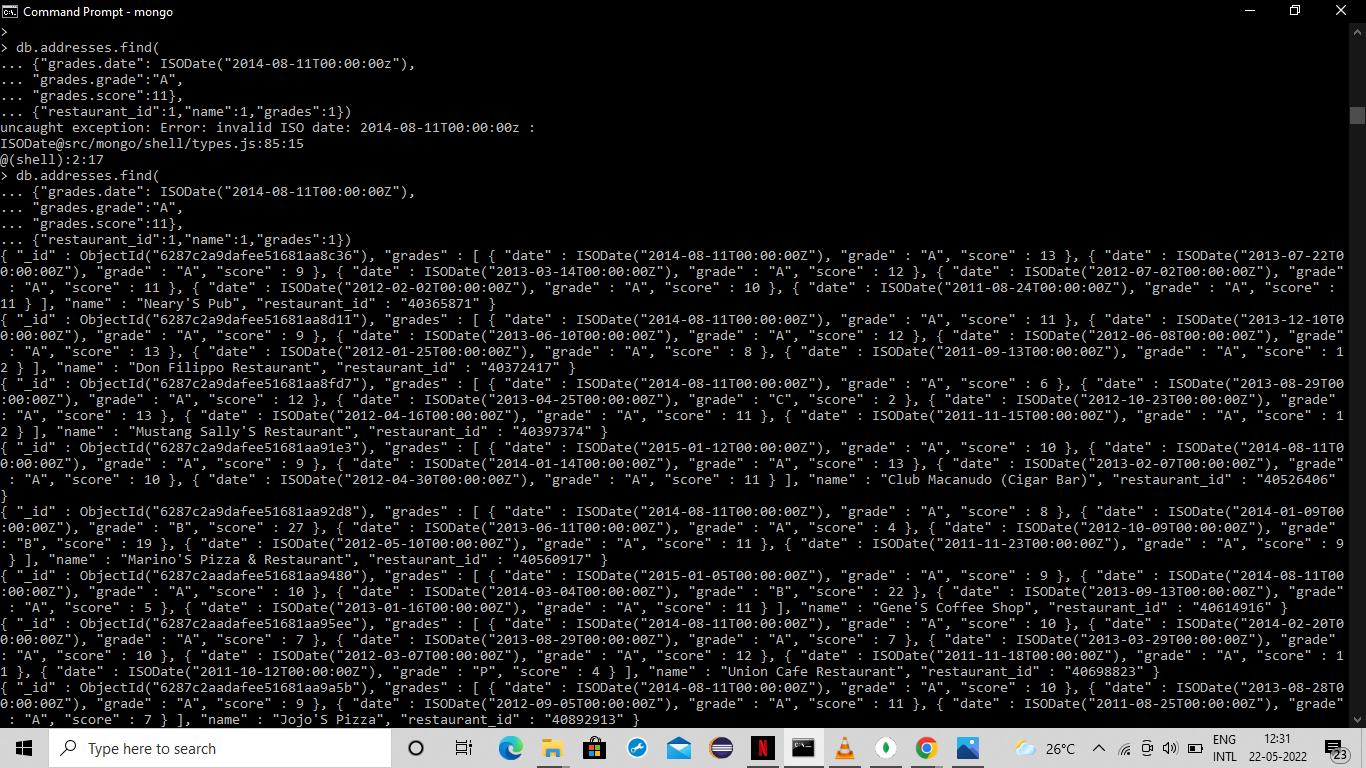 Command Prompt - mongo
>
> db.addresses.find(
... {"grades.date": ISODate("2014-08-11T00:00:00z"),
... "grades.grade":"A",
... "grades.score":11},
... {"restaurant_id":1,"name":1,"grades":1})
uncaught exception: Error: invalid ISO date: 2014-08-11T00:00:00z :
ISODate@src/mongo/shell/types.js:85:15
@(shell):2:17
> db.addresses.find(
... {"grades.date": ISODate("2014-08-11T00:00:00Z"),
... "grades.grade":"A",
... "grades.score":11},
... {"restaurant_id":1,"name":1,"grades":1})
{ "_id" : ObjectId("6287c2a9dafee51681aa8c36"), "grades" : [ { "date" : ISODate("2014-08-11T00:00:00Z"), "grade" : "A", "score" : 13 }, { "date" : ISODate("2013-07-22T0
0:00:00Z"), "grade" : "A", "score" : 9 }, { "date" : ISODate("2013-03-14T00:00:00Z"), "grade" : "A", "score" : 12 }, { "date" : ISODate("2012-07-02T00:00:00Z"), "grade"
: "A", "score" : 11 }, { "date" : ISODate("2012-02-02T00:00:00Z"), "grade" : "A", "score" : 10 }, { "date" : ISODate("2011-08-24T00:00:00Z"), "grade" : "A", "score" :
11 } ], "name" : "Neary'S Pub", "restaurant_id" : "40365871" }
{ "_id" : ObjectId("6287c2a9dafee51681aa8d11"), "grades" : [ { "date" : ISODate("2014-08-11T00:00:00Z"), "grade" : "A", "score" : 11 }, { "date" : ISODate("2013-12-10T0
0:00:00Z"), "grade" : "A", "score" : 9 }, { "date" : ISODate("2013-06-10T00:00:00Z"), "grade" : "A", "score" : 12 }, { "date" : ISODate("2012-06-08T00:00:00Z"), "grade"
: "A", "score" : 13 }, { "date" : ISODate("2012-01-25T00:00:00Z"), "grade" : "A", "score" : 8 }, { "date" : ISODate("2011-09-13T00:00:00Z"), "grade" : "A", "score" : 1
2 } ], "name" : "Don Filippo Restaurant", "restaurant_id" : "40372417" }
{ "_id" : ObjectId("6287c2a9dafee51681aa8fd7"), "grades" : [ { "date" : ISODate("2014-08-11T00:00:00Z"), "grade" : "A", "score" : 6 }, { "date" : ISODate("2013-08-29T00
:00:00Z"), "grade" : "A", "score" : 12 }, { "date" : ISODate("2013-04-25T00:00:00Z"), "grade" : "C", "score" : 2 }, { "date" : ISODate("2012-10-23T00:00:00Z"), "grade"
: "A", "score" : 13 }, { "date" : ISODate("2012-04-16T00:00:00Z"), "grade" : "A", "score" : 11 }, { "date" : ISODate("2011-11-15T00:00:00Z"), "grade" : "A", "score" : 1
2 } ], "name" : "Mustang Sally'S Restaurant", "restaurant_id" : "40397374" }
{ "_id" : ObjectId("6287c2a9dafee51681aa91e3"), "grades" : [ { "date" : ISODate("2015-01-12T00:00:00Z"), "grade" : "A", "score" : 10 }, { "date" : ISODate("2014-08-11T0
0:00:00Z"), "grade" : "A", "score" : 9 }, { "date" : ISODate("2014-01-14T00:00:00Z"), "grade" : "A", "score" : 13 }, { "date" : ISODate("2013-02-07T00:00:00Z"), "grade"
: "A", "score" : 10 }, { "date" : ISODate("2012-04-30T00:00:00Z"), "grade" : "A", "score" : 11 } ], "name" : "Club Macanudo (Cigar Bar)", "restaurant_id" : "40526406"
}
{ "_id" : ObjectId("6287c2a9dafee51681aa92d8"), "grades" : [ { "date" : ISODate("2014-08-11T00:00:00Z"), "grade" : "A", "score" : 8 }, { "date" : ISODate("2014-01-09T00
:00:00Z"), "grade" : "B", "score" : 27 }, { "date" : ISODate("2013-06-11T00:00:00Z"), "grade" : "A", "score" : 4 }, { "date" : ISODate("2012-10-09T00:00:00Z"), "grade"
: "B", "score" : 19 }, { "date" : ISODate("2012-05-10T00:00:00Z"), "grade" : "A", "score" : 11 }, { "date" : ISODate("2011-11-23T00:00:00Z"), "grade" : "A", "score" : 9
} ], "name" : "Marino'S Pizza & Restaurant", "restaurant_id" : "40560917" }
{ "_id" : ObjectId("6287c2aadafee51681aa9480"), "grades" : [ { "date" : ISODate("2015-01-05T00:00:00Z"), "grade" : "A", "score" : 9 }, { "date" : ISODate("2014-08-11T00
:00:00Z"), "grade" : "A", "score" : 10 }, { "date" : ISODate("2014-03-04T00:00:00Z"), "grade" : "B", "score" : 22 }, { "date" : ISODate("2013-09-13T00:00:00Z"), "grade"
: "A", "score" : 5 }, { "date" : ISODate("2013-01-16T00:00:00Z"), "grade" : "A", "score" : 11 } ], "name" : "Gene'S Coffee Shop", "restaurant_id" : "40614916" }
{ "_id" : ObjectId("6287c2aadafee51681aa95ee"), "grades" : [ { "date" : ISODate("2014-08-11T00:00:00Z"), "grade" : "A", "score" : 10 }, { "date" : ISODate("2014-02-20T0
0:00:00Z"), "grade" : "A", "score" : 7 }, { "date" : ISODate("2013-08-29T00:00:00Z"), "grade" : "A", "score" : 7 }, { "date" : ISODate("2013-03-29T00:00:00Z"), "grade"
: "A", "score" : 10 }, { "date" : ISODate("2012-03-07T00:00:00Z"), "grade" : "A", "score" : 12 }, { "date" : ISODate("2011-11-18T00:00:00Z"), "grade" : "A", "score" : 1
1 }, { "date" : ISODate("2011-10-12T00:00:00Z"), "grade" : "P", "score" : 4 } ], "name" : "Union Cafe Restaurant", "restaurant_id" : "40698823" }
{ "_id" : ObjectId("6287c2aadafee51681aa9a5b"), "grades" : [ { "date" : ISODate("2014-08-11T00:00:00Z"), "grade" : "A", "score" : 10 }, { "date" : ISODate("2013-08-28T0
0:00:00Z"), "grade" : "A", "score" : 9 }, { "date" : ISODate("2012-09-05T00:00:00Z"), "grade" : "A", "score" : 11 }, { "date" : ISODate("2011-08-25T00:00:00Z"), "grade"
: "A", "score" : 7 } ], "name" : "Jojo'S Pizza", "restaurant_id" : "40892913" }
Type here to search
26°C
ENG
INTL
12:31
22-05-2022
23